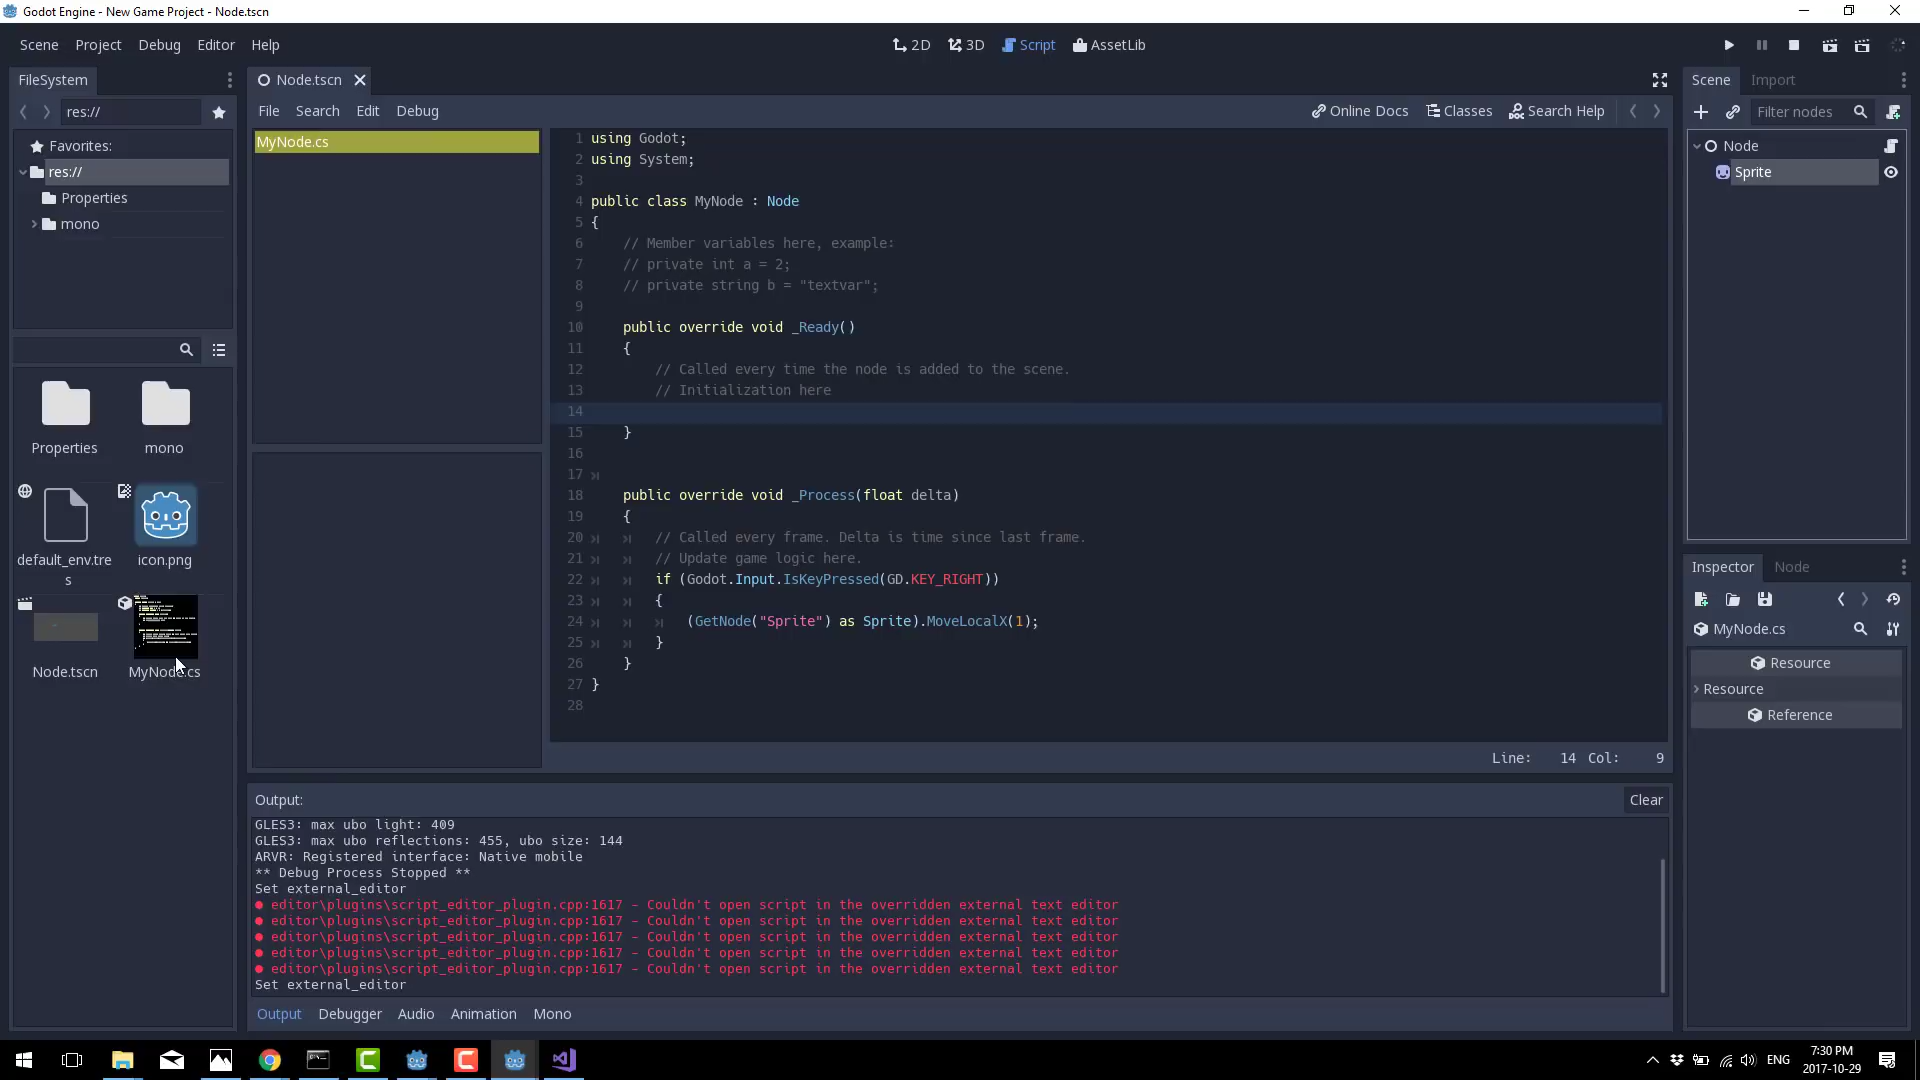 Godot Engine - New Game Project - Node.tscn
Scene Project Debug Editor Help
2D 3D Script AssetLib
FileSystem
Node.tscn
Scene Import
res://
File Search Edit Debug
Online Docs Classes Search Help
Filter nodes
Favorites:
res://
Properties
mono
MyNode.cs
Node
Sprite
1 using Godot;
2 using System;
3
4 public class MyNode : Node
5 {
6 // Member variables here, example:
7 // private int a = 2;
8 // private string b = "textvar";
9
10 public override void _Ready()
11 {
12 // Called every time the node is added to the scene.
13 // Initialization here
14
15 }
16
17
18 public override void _Process(float delta)
19 {
20 // Called every frame. Delta is time since last frame.
21 // Update game logic here.
22 if (Godot.Input.IsKeyPressed(GD.KEY_RIGHT))
23 {
24 (GetNode("Sprite") as Sprite).MoveLocalX(1);
25 }
26 }
27 }
28
Line: 14 Col: 9
Properties mono
default_env.tre
s
icon.png
Node.tscn MyNode.cs
Inspector Node
MyNode.cs
Resource
Resource
Reference
Output:
Clear
GLES3: max ubo light: 409
GLES3: max ubo reflections: 455, ubo size: 144
ARVR: Registered interface: Native mobile
** Debug Process Stopped **
Set external_editor
editor\plugins\script_editor_plugin.cpp:1617 - Couldn't open script in the overridden external text editor
editor\plugins\script_editor_plugin.cpp:1617 - Couldn't open script in the overridden external text editor
editor\plugins\script_editor_plugin.cpp:1617 - Couldn't open script in the overridden external text editor
editor\plugins\script_editor_plugin.cpp:1617 - Couldn't open script in the overridden external text editor
editor\plugins\script_editor_plugin.cpp:1617 - Couldn't open script in the overridden external text editor
Set external_editor
Output Debugger Audio Animation Mono
ENG
7:30 PM
2017-10-29